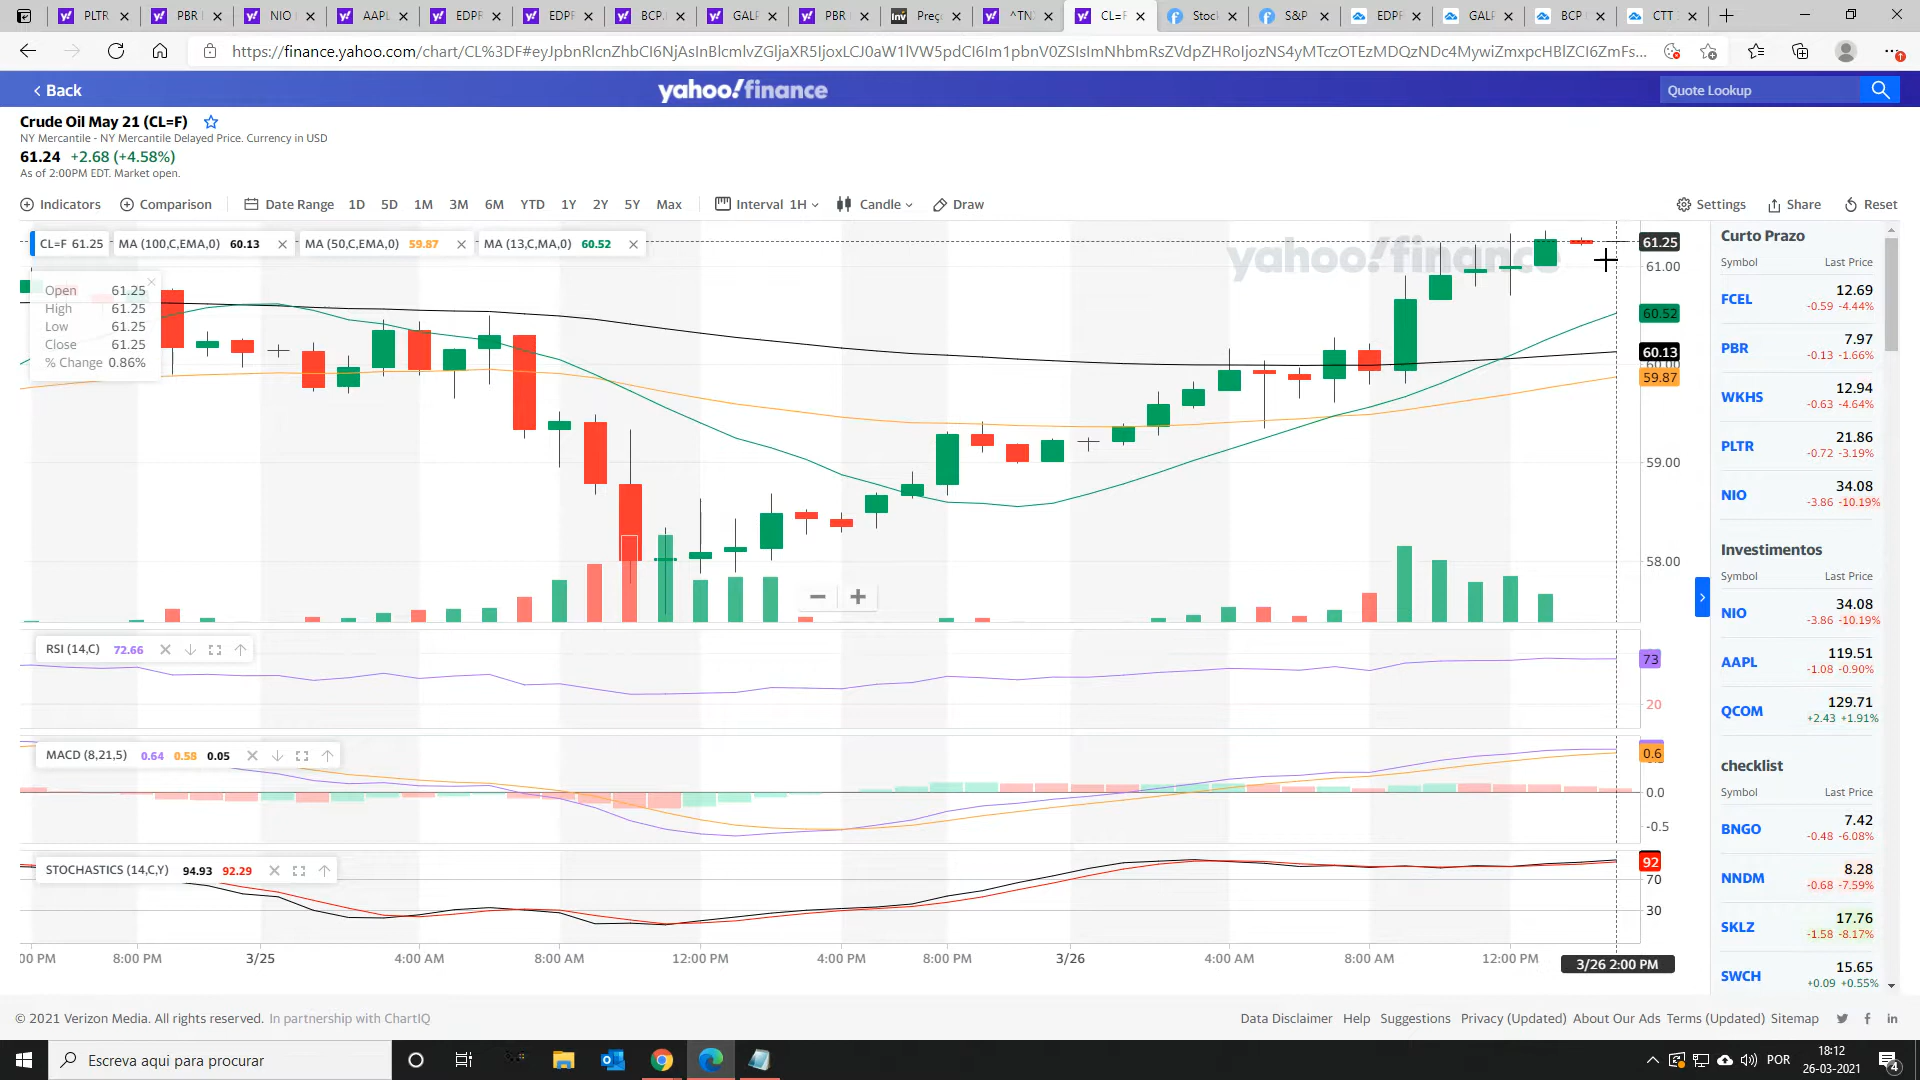 PLTR
PBR
NIO
AAPL
EDPF
EDPF
BCP.
GALP
PBR
Inv Preço
^TN
CL=F
Stoc
S&P
EDPF
GALP
BCP
CTT
Back
yahoo!finance
Quote Lookup
Crude Oil May 21 (CL=F)
NY Mercantile - NY Mercantile Delayed Price. Currency in USD
61.24 +2.68 (+4.58%)
As of 2:00PM EDT. Market open.
Indicators Comparison Date Range 1D 5D 1M 3M 6M YTD 1Y 2Y 5Y Max Interval 1H Candle Draw Settings Share Reset
CL=F 61.25 MA (100,C,EMA,0) 60.13 MA (50,C,EMA,0) 59.87 MA (13,C,MA,0) 60.52
yahoo!finance
Open 61.25
High 61.25
Low 61.25
Close 61.25
% Change 0.86%
61.25
61.00
60.52
60.13
60.00
59.87
59.00
58.00
RSI (14,C) 72.66
73
20
MACD (8,21,5) 0.64 0.58 0.05
0.6
0.0
-0.5
STOCHASTICS (14,C,Y) 94.93 92.29
92
70
30
00 PM 8:00 PM 3/25 4:00 AM 8:00 AM 12:00 PM 4:00 PM 8:00 PM 3/26 4:00 AM 8:00 AM 12:00 PM
3/26 2:00 PM
Curto Prazo
Symbol Last Price
FCEL 12.69
-0.59 -4.44%
PBR 7.97
-0.13 -1.66%
WKHS 12.94
-0.63 -4.64%
PLTR 21.86
-0.72 -3.19%
NIO 34.08
-3.86 -10.19%
Investimentos
Symbol Last Price
NIO 34.08
-3.86 -10.19%
AAPL 119.51
-1.08 -0.90%
QCOM 129.71
+2.43 +1.91%
checklist
Symbol Last Price
BNGO 7.42
-0.48 -6.08%
NNDM 8.28
-0.68 -7.59%
SKLZ 17.76
-1.58 -8.17%
SWCH 15.65
+0.09 +0.55%
© 2021 Verizon Media. All rights reserved. In partnership with ChartIQ
Data Disclaimer Help Suggestions Privacy (Updated) About Our Ads Terms (Updated) Sitemap
Escreva aqui para procurar
POR
18:12
26-03-2021
4